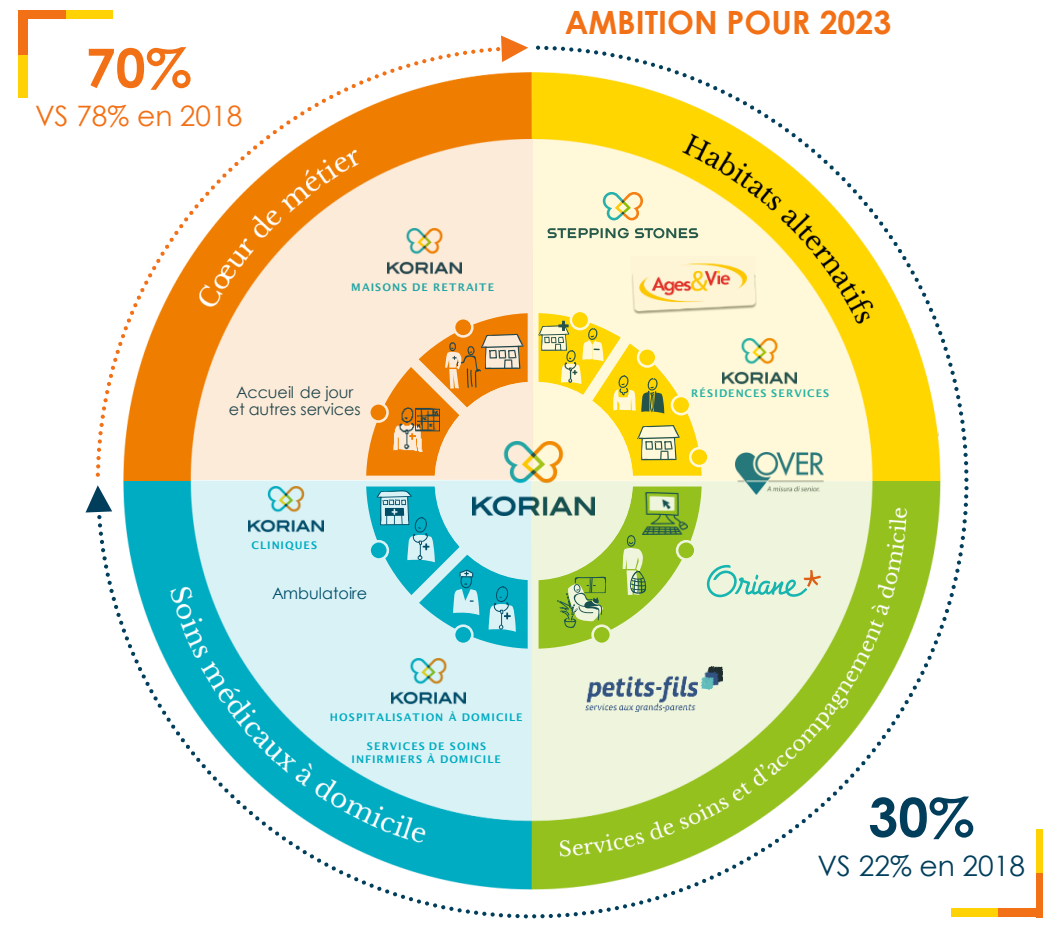 AMBITION POUR 2023
70%
VS 78% en 2018
Cœur de métier
KORIAN
MAISONS DE RETRAITE
Accueil de jour
et autres services
Habitats alternatifs
STEPPING STONES
Ages&Vie
KORIAN
RÉSIDENCES SERVICES
OVER
A misura di senior.
KORIAN
KORIAN
CLINIQUES
Ambulatoire
KORIAN
HOSPITALISATION À DOMICILE
SERVICES DE SOINS
INFIRMIERS À DOMICILE
Soins médicaux à domicile
Oriane*
petits-fils
services aux grands-parents
Services de soins et d'accompagnement à domicile
30%
VS 22% en 2018